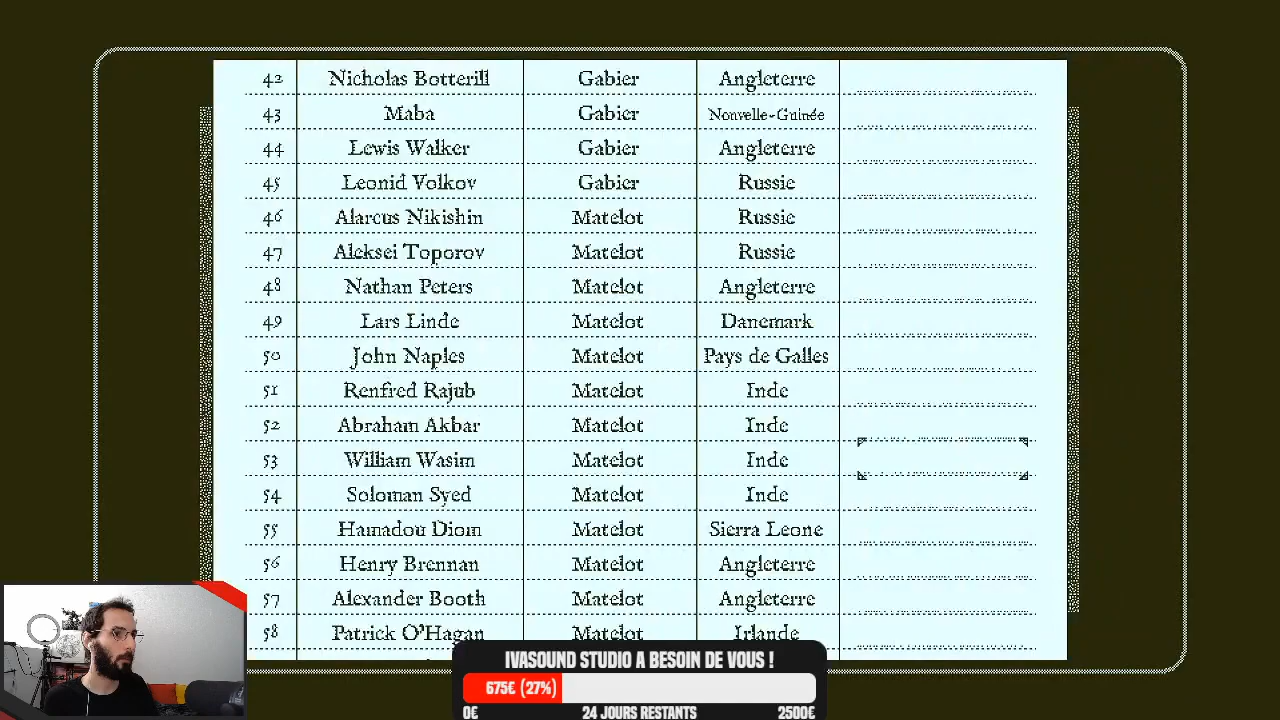 42 Nicholas Botterill Gabier Angleterre
43 Maba Gabier Nouvelle-Guinée
44 Lewis Walker Gabier Angleterre
45 Leonid Volkov Gabier Russie
46 Alarcus Nikishin Matelot Russie
47 Aleksei Toporov Matelot Russie
48 Nathan Peters Matelot Angleterre
49 Lars Linde Matelot Danemark
50 John Naples Matelot Pays de Galles
51 Renfred Rajub Matelot Inde
52 Abraham Akbar Matelot Inde
53 William Wasim Matelot Inde
54 Soloman Syed Matelot Inde
55 Hamadou Diom Matelot Sierra Leone
56 Henry Brennan Matelot Angleterre
57 Alexander Booth Matelot Angleterre
58 Patrick O'Hagan Matelot Irlande
IVASOUND STUDIO A BESOIN DE VOUS !
675€ (27%)
0€ 24 JOURS RESTANTS 2500€